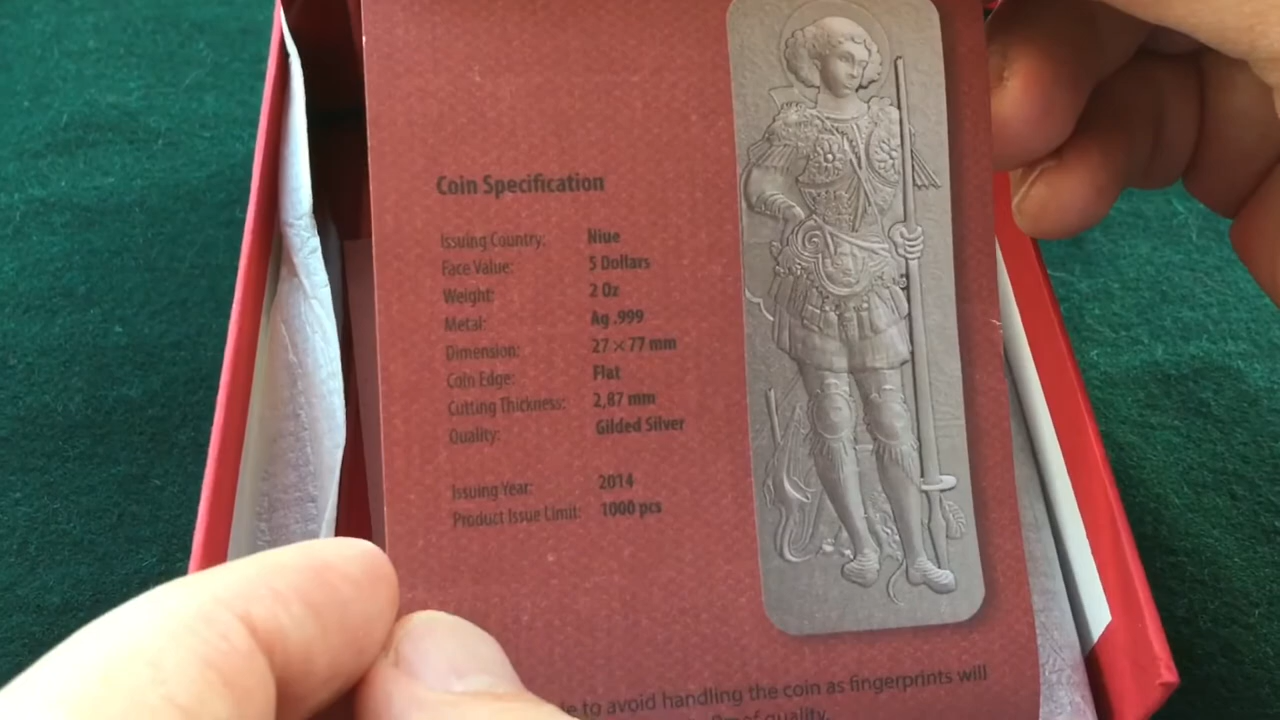 Coin Specification
Issuing Country: Niue
Face Value: 5 Dollars
Weight: 2 Oz
Metal: Ag .999
Dimension: 27 × 77 mm
Coin Edge: Flat
Cutting Thickness: 2,87 mm
Quality: Gilded Silver
Issuing Year: 2014
Product Issue Limit: 1000 pcs
to avoid handling the coin as fingerprints will
quality.